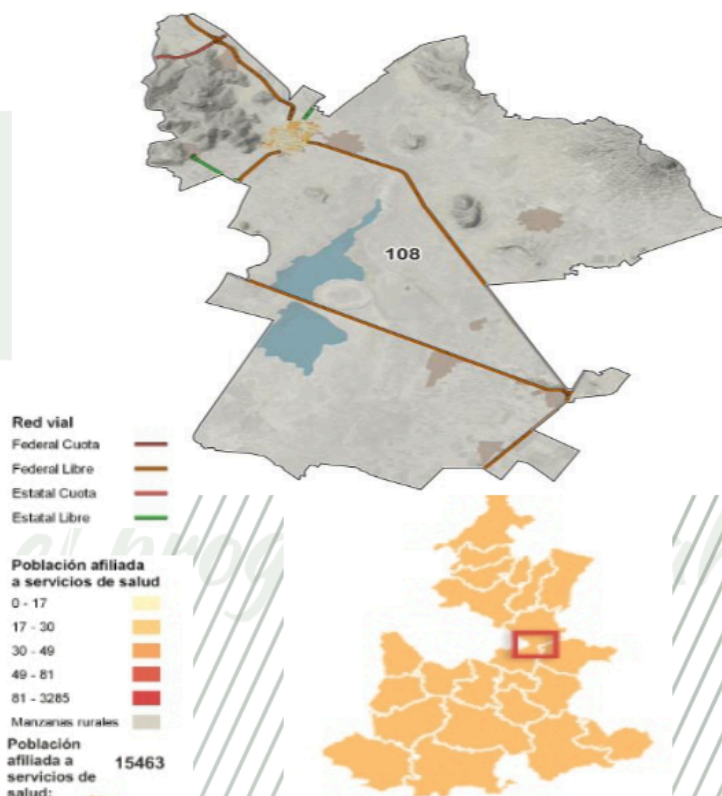 108
Red vial
Federal Cuota
Federal Libre
Estatal Cuota
Estatal Libre
Población afiliada
a servicios de salud
0 - 17
17 - 30
30 - 49
49 - 81
81 - 3285
Manzanas rurales
Población
afiliada a 15463
servicios de
salud: